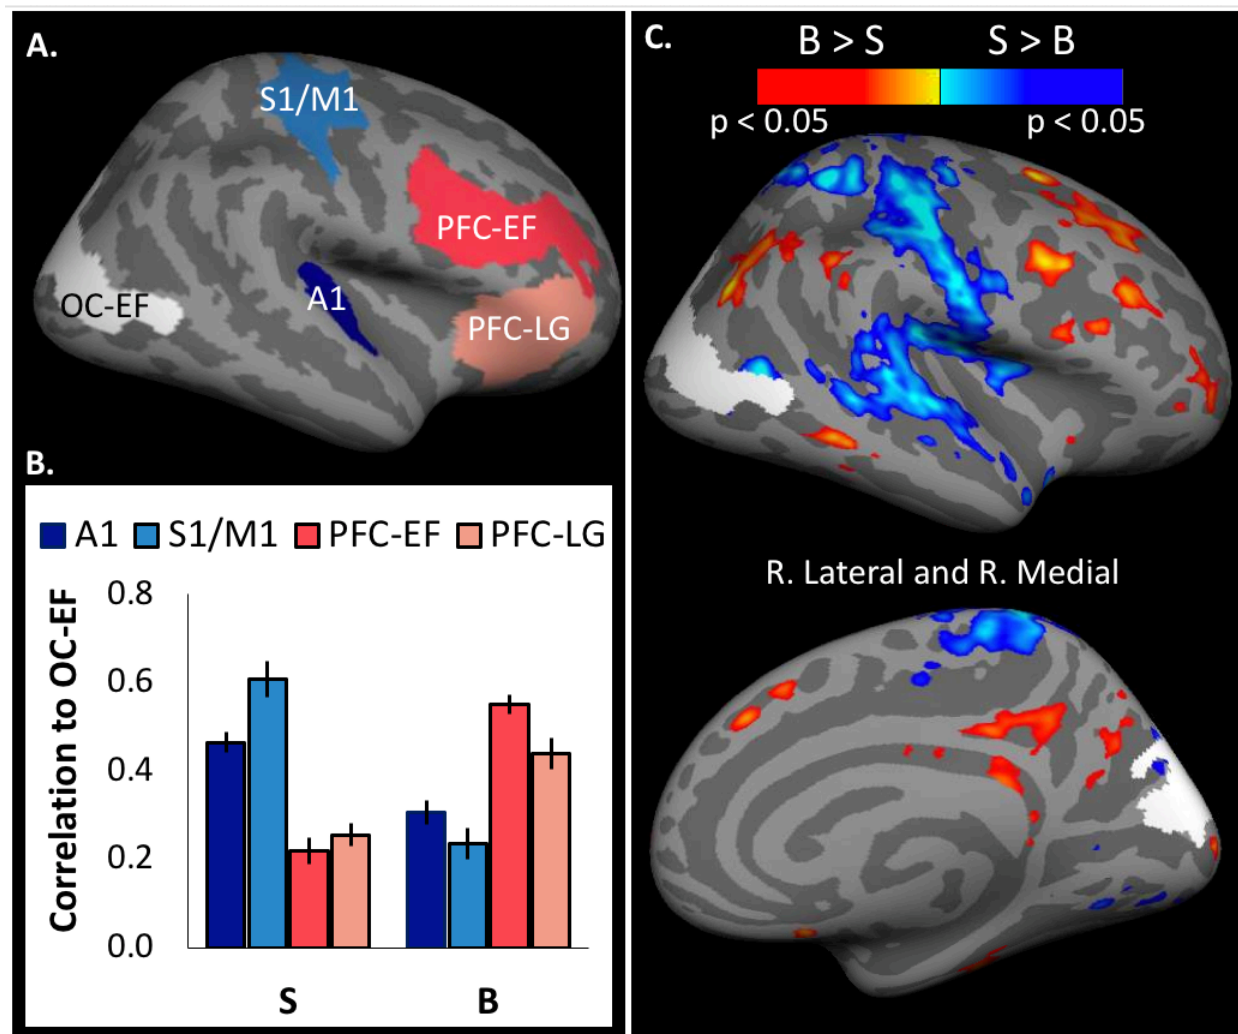 A.
S1/M1
PFC-EF
OC-EF
A1
PFC-LG
B.
A1 S1/M1 PFC-EF PFC-LG
Correlation to OC-EF
0.8
0.6
0.4
0.2
0.0
S B
C.
B > S S > B
p < 0.05 p < 0.05
R. Lateral and R. Medial